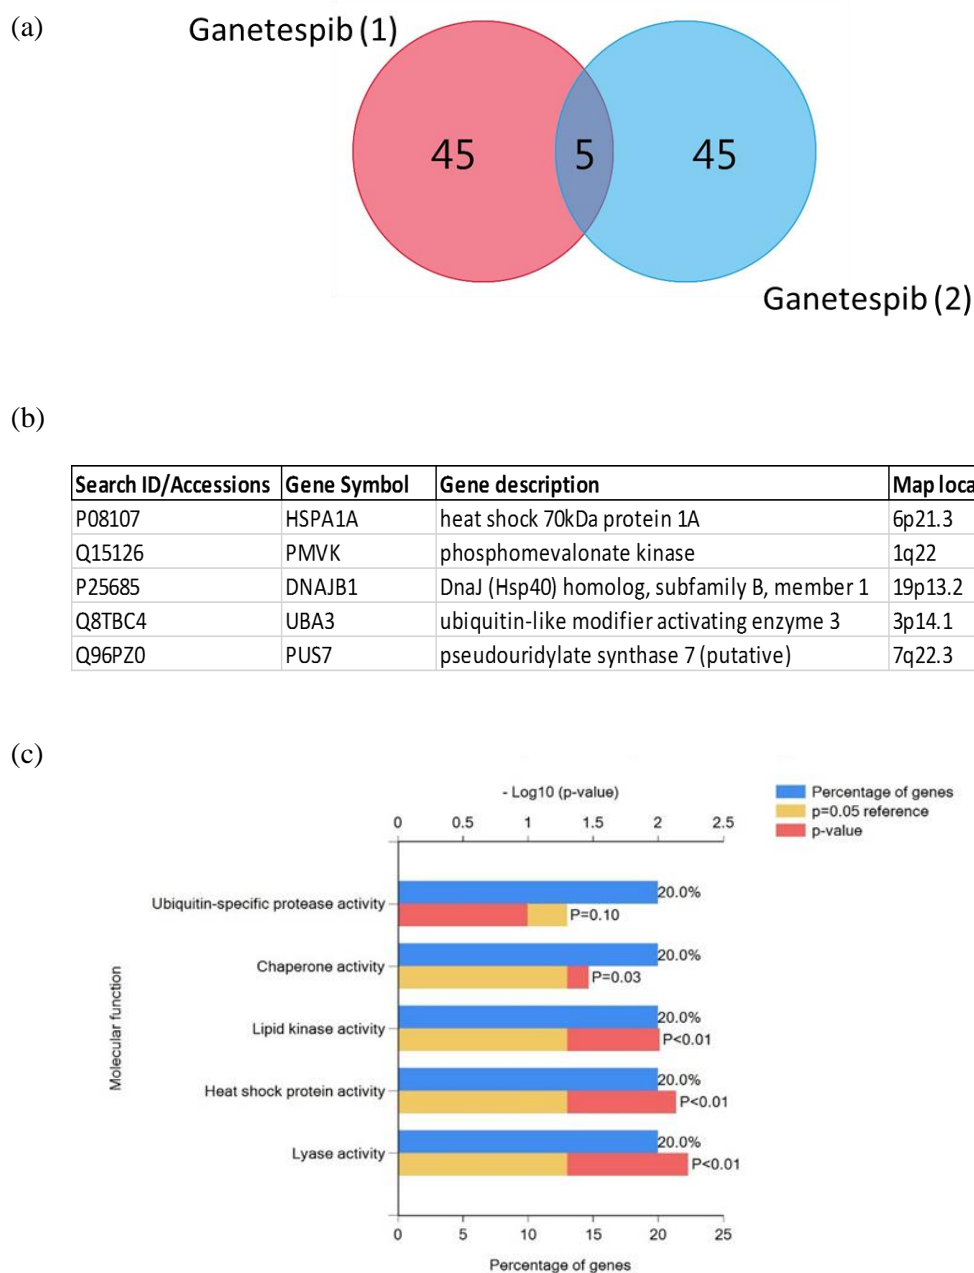 (a)
Ganetespib (1)
45
5
45
Ganetespib (2)
(b)
Search ID/Accessions Gene Symbol Gene description Map loca
P08107 HSPA1A heat shock 70kDa protein 1A 6p21.3
Q15126 PMVK phosphomevalonate kinase 1q22
P25685 DNAJB1 DnaJ (Hsp40) homolog, subfamily B, member 1 19p13.2
Q8TBC4 UBA3 ubiquitin-like modifier activating enzyme 3 3p14.1
Q96PZ0 PUS7 pseudouridylate synthase 7 (putative) 7q22.3
(c)
- Log10 (p-value)
0 0.5 1 1.5 2 2.5
Percentage of genes
p=0.05 reference
p-value
Molecular function
Ubiquitin-specific protease activity 20.0%
P=0.10
Chaperone activity 20.0%
P=0.03
Lipid kinase activity 20.0%
P<0.01
Heat shock protein activity 20.0%
P<0.01
Lyase activity 20.0%
P<0.01
0 5 10 15 20 25
Percentage of genes